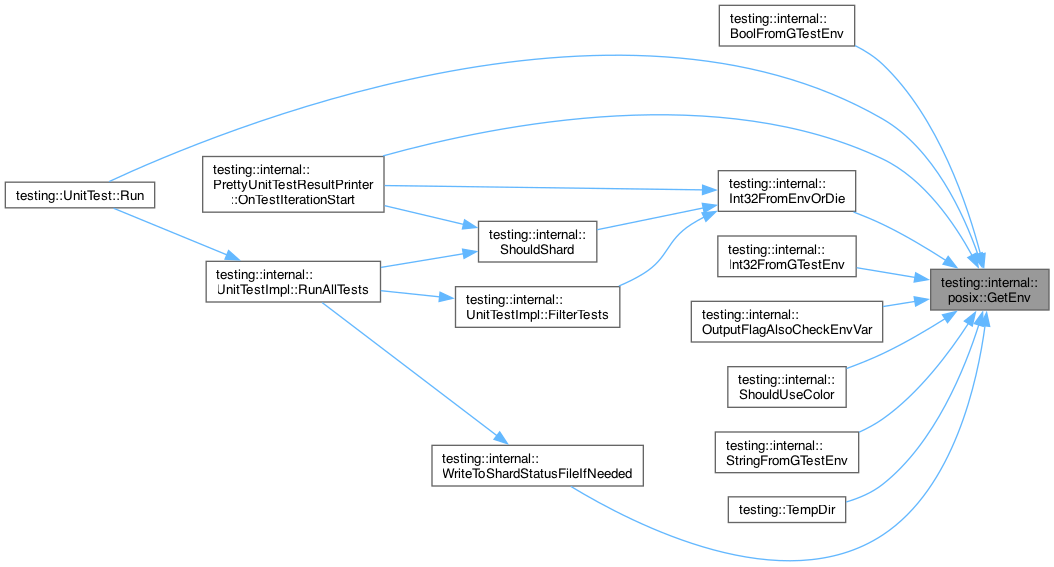 testing::internal::
BoolFromGTestEnv
testing::internal::
PrettyUnitTestResultPrinter
::OnTestIterationStart
testing::internal::
Int32FromEnvOrDie
testing::UnitTest::Run
testing::internal::
ShouldShard
testing::internal::
Int32FromGTestEnv
testing::internal::
UnitTestImpl::RunAllTests
testing::internal::
posix::GetEnv
testing::internal::
UnitTestImpl::FilterTests
testing::internal::
OutputFlagAlsoCheckEnvVar
testing::internal::
ShouldUseColor
testing::internal::
StringFromGTestEnv
testing::internal::
WriteToShardStatusFileIfNeeded
testing::TempDir